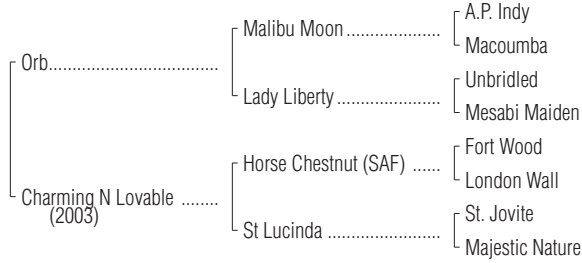 A.P. Indy
Malibu Moon ....................
Macoumba
Orb.....................................
Unbridled
Lady Liberty ......................
Mesabi Maiden
Fort Wood
Horse Chestnut (SAF) ......
London Wall
Charming N Lovable ........
(2003)
St. Jovite
St Lucinda ........................
Majestic Nature